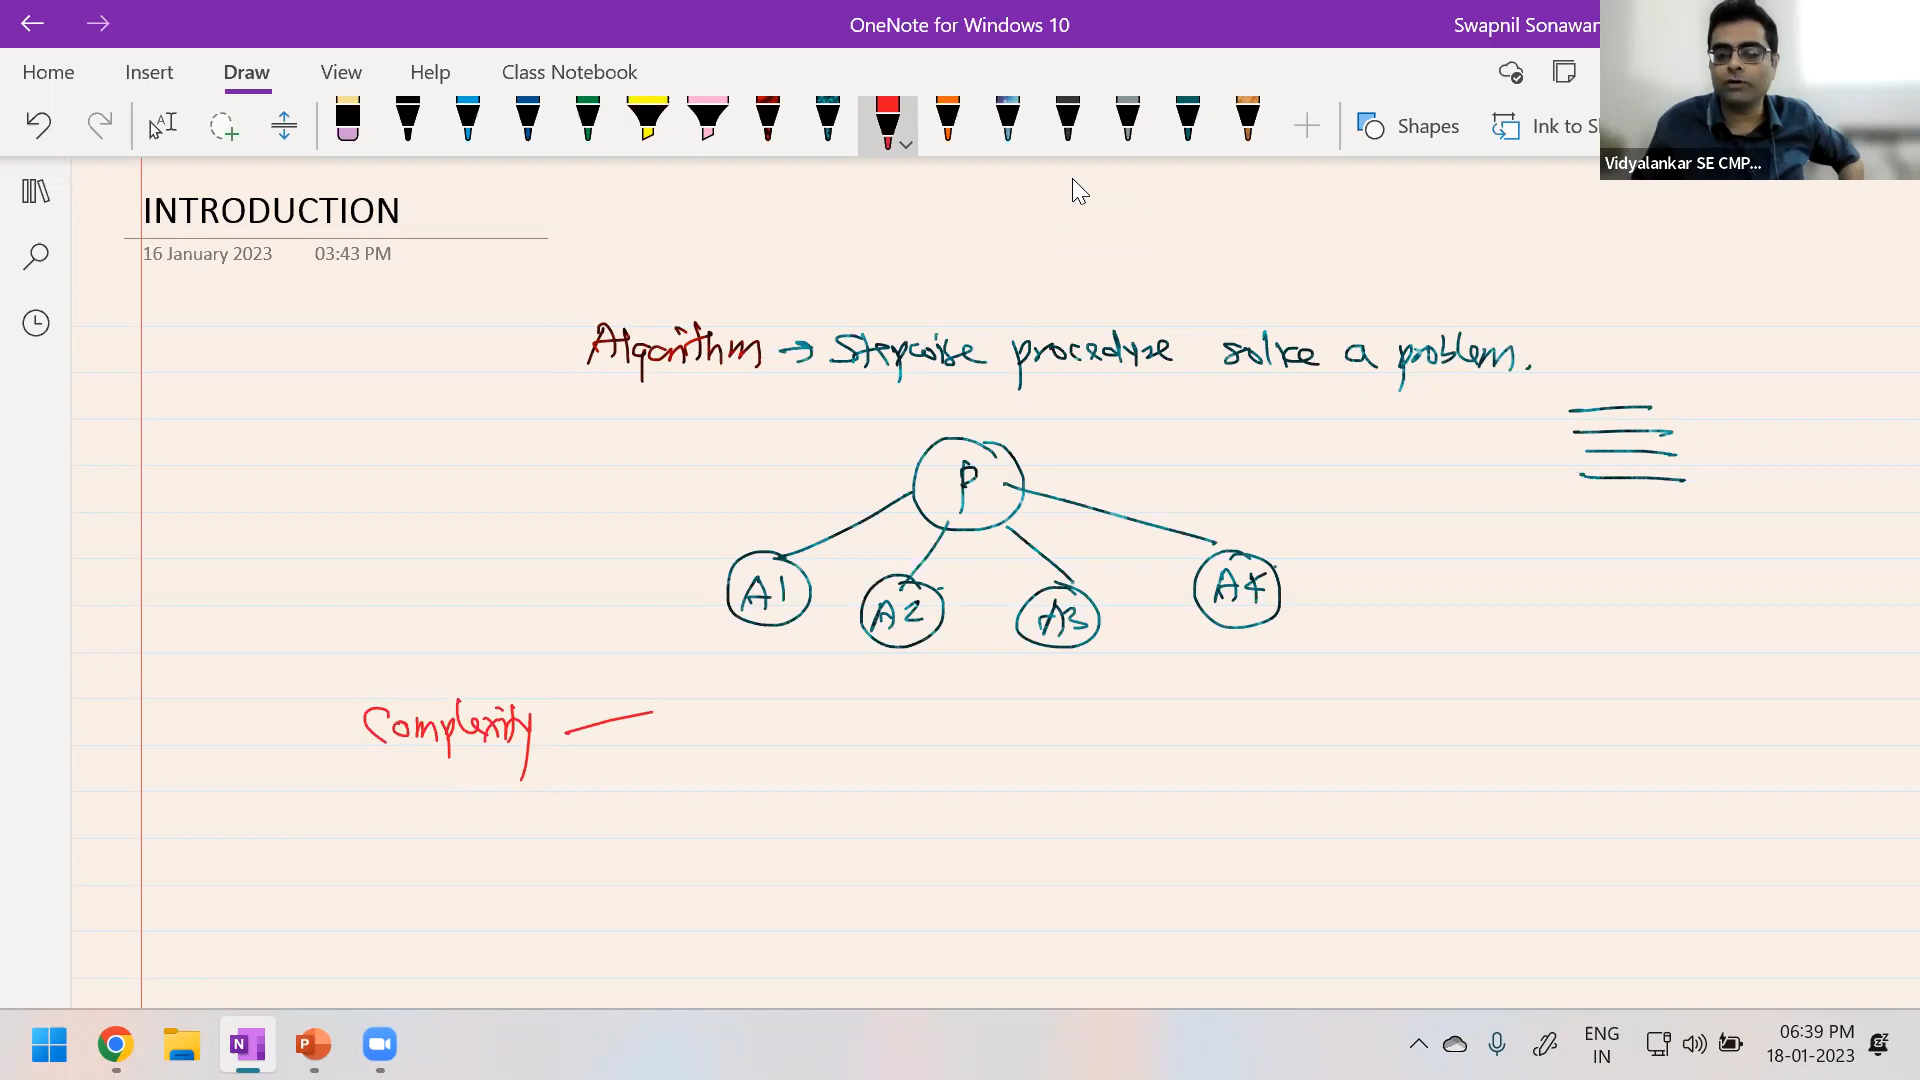 OneNote for Windows 10
Swapnil Sonawan
Home Insert Draw View Help Class Notebook
Shapes
Ink to S
Vidyalankar SE CMP...
INTRODUCTION
16 January 2023 03:43 PM
Algorithm → Stepwise procedure solve a problem.
P
A1 A2 A3 A4
Complexity —
ENG
IN
06:39 PM
18-01-2023